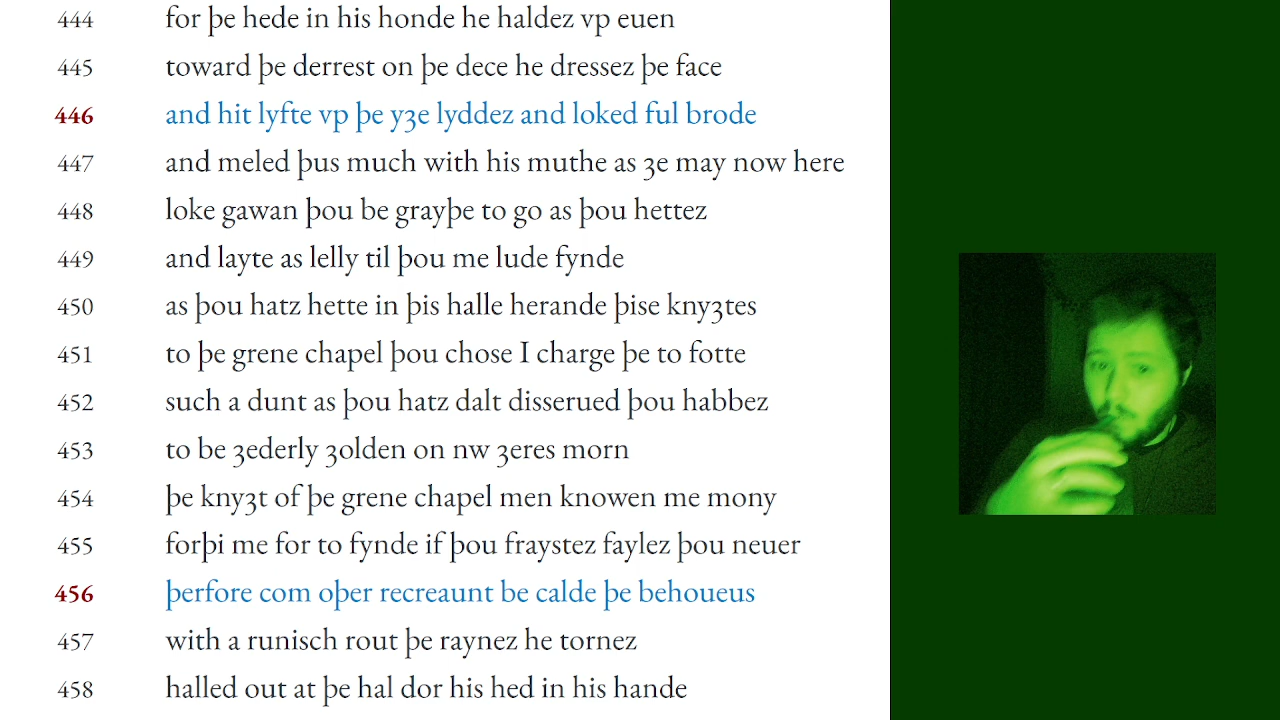 444 for þe hede in his honde he haldez vp euen
445 toward þe derrest on þe dece he dressez þe face
446 and hit lyfte vp þe yȝe lyddez and loked ful brode
447 and meled þus much with his muthe as ȝe may now here
448 loke gawan þou be grayþe to go as þou hettez
449 and layte as lelly til þou me lude fynde
450 as þou hatz hette in þis halle herande þise knyȝtes
451 to þe grene chapel þou chose I charge þe to fotte
452 such a dunt as þou hatz dalt disserued þou habbez
453 to be ȝederly ȝolden on nw ȝeres morn
454 þe knyȝt of þe grene chapel men knowen me mony
455 forþi me for to fynde if þou fraystez faylez þou neuer
456 þerfore com oþer recreaunt be calde þe behoueus
457 with a runisch rout þe raynez he tornez
458 halled out at þe hal dor his hed in his hande